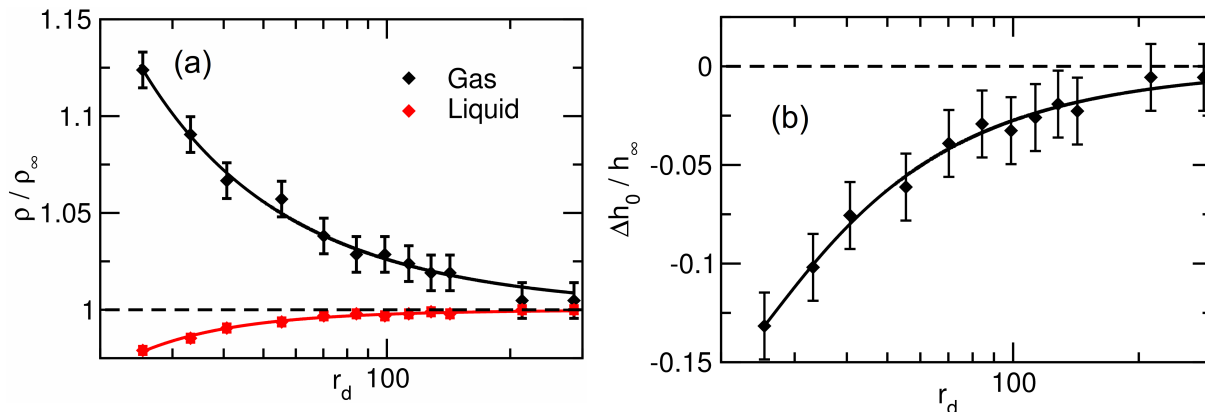 1.15
(a)
Gas
Liquid
1.1
1.05
1
ρ / ρ∞
r_d
100
0
(b)
-0.05
-0.1
-0.15
Δh₀ / h∞
r_d
100